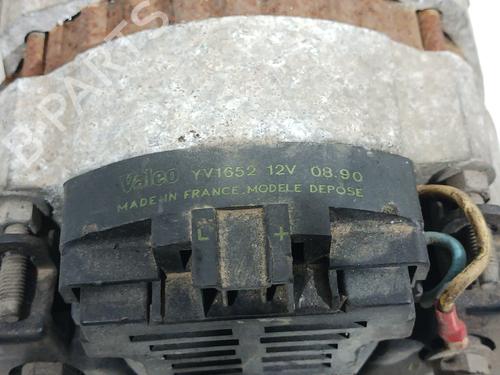 Valeo YV1652 12V 08.90
MADE IN FRANCE.MODELE DEPOSE
L +
B-PARTS